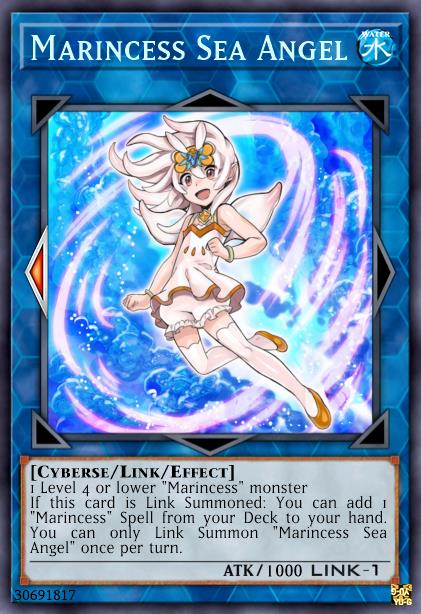 Marincess Sea Angel
WATER
水
[Cyberse/Link/Effect]
1 Level 4 or lower "Marincess" monster
If this card is Link Summoned: You can add 1
"Marincess" Spell from your Deck to your hand.
You can only Link Summon "Marincess Sea
Angel" once per turn.
ATK/1000 LINK-1
30691817